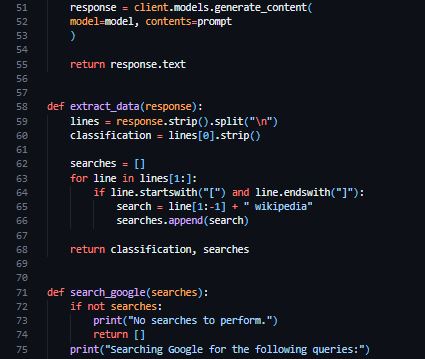 51 response = client.models.generate_content(
52 model=model, contents=prompt
53 )
54
55 return response.text
56
57
58 def extract_data(response):
59 lines = response.strip().split("\n")
60 classification = lines[0].strip()
61
62 searches = []
63 for line in lines[1:]:
64 if line.startswith("[") and line.endswith("]"):
65 search = line[1:-1] + " wikipedia"
66 searches.append(search)
67
68 return classification, searches
69
70
71 def search_google(searches):
72 if not searches:
73 print("No searches to perform.")
74 return []
75 print("Searching Google for the following queries:")